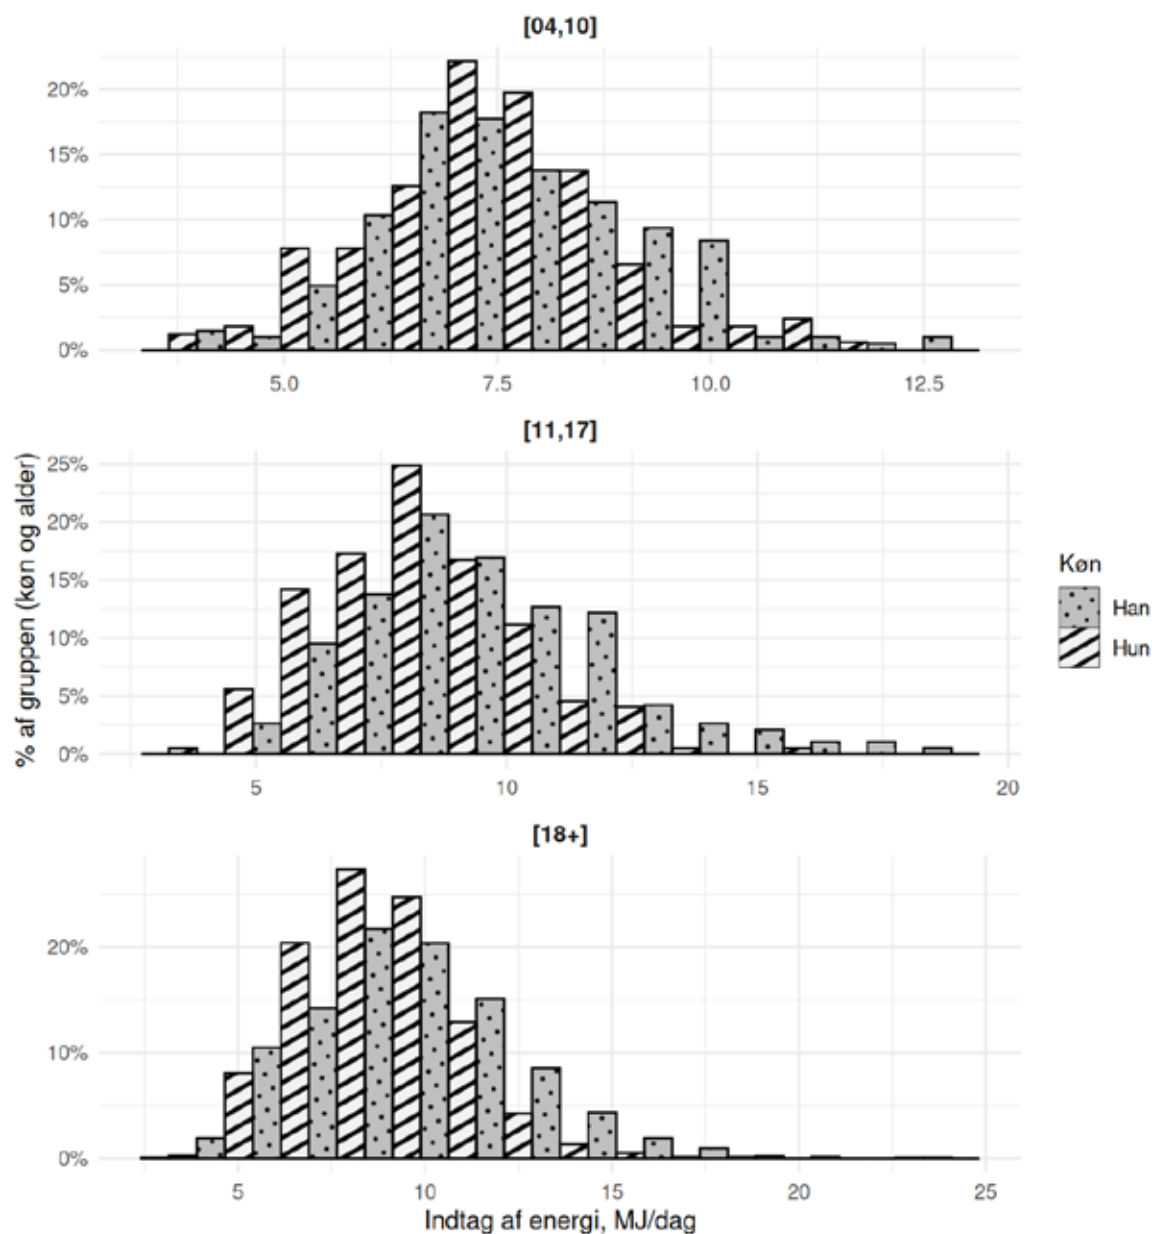 [04,10]
20%
15%
10%
5%
0%
5.0 7.5 10.0 12.5
[11,17]
25%
20%
15%
10%
5%
0%
5 10 15 20
[18+]
20%
10%
0%
5 10 15 20 25
Indtag af energi, MJ/dag
% af gruppen (køn og alder)
Køn
Han
Hun